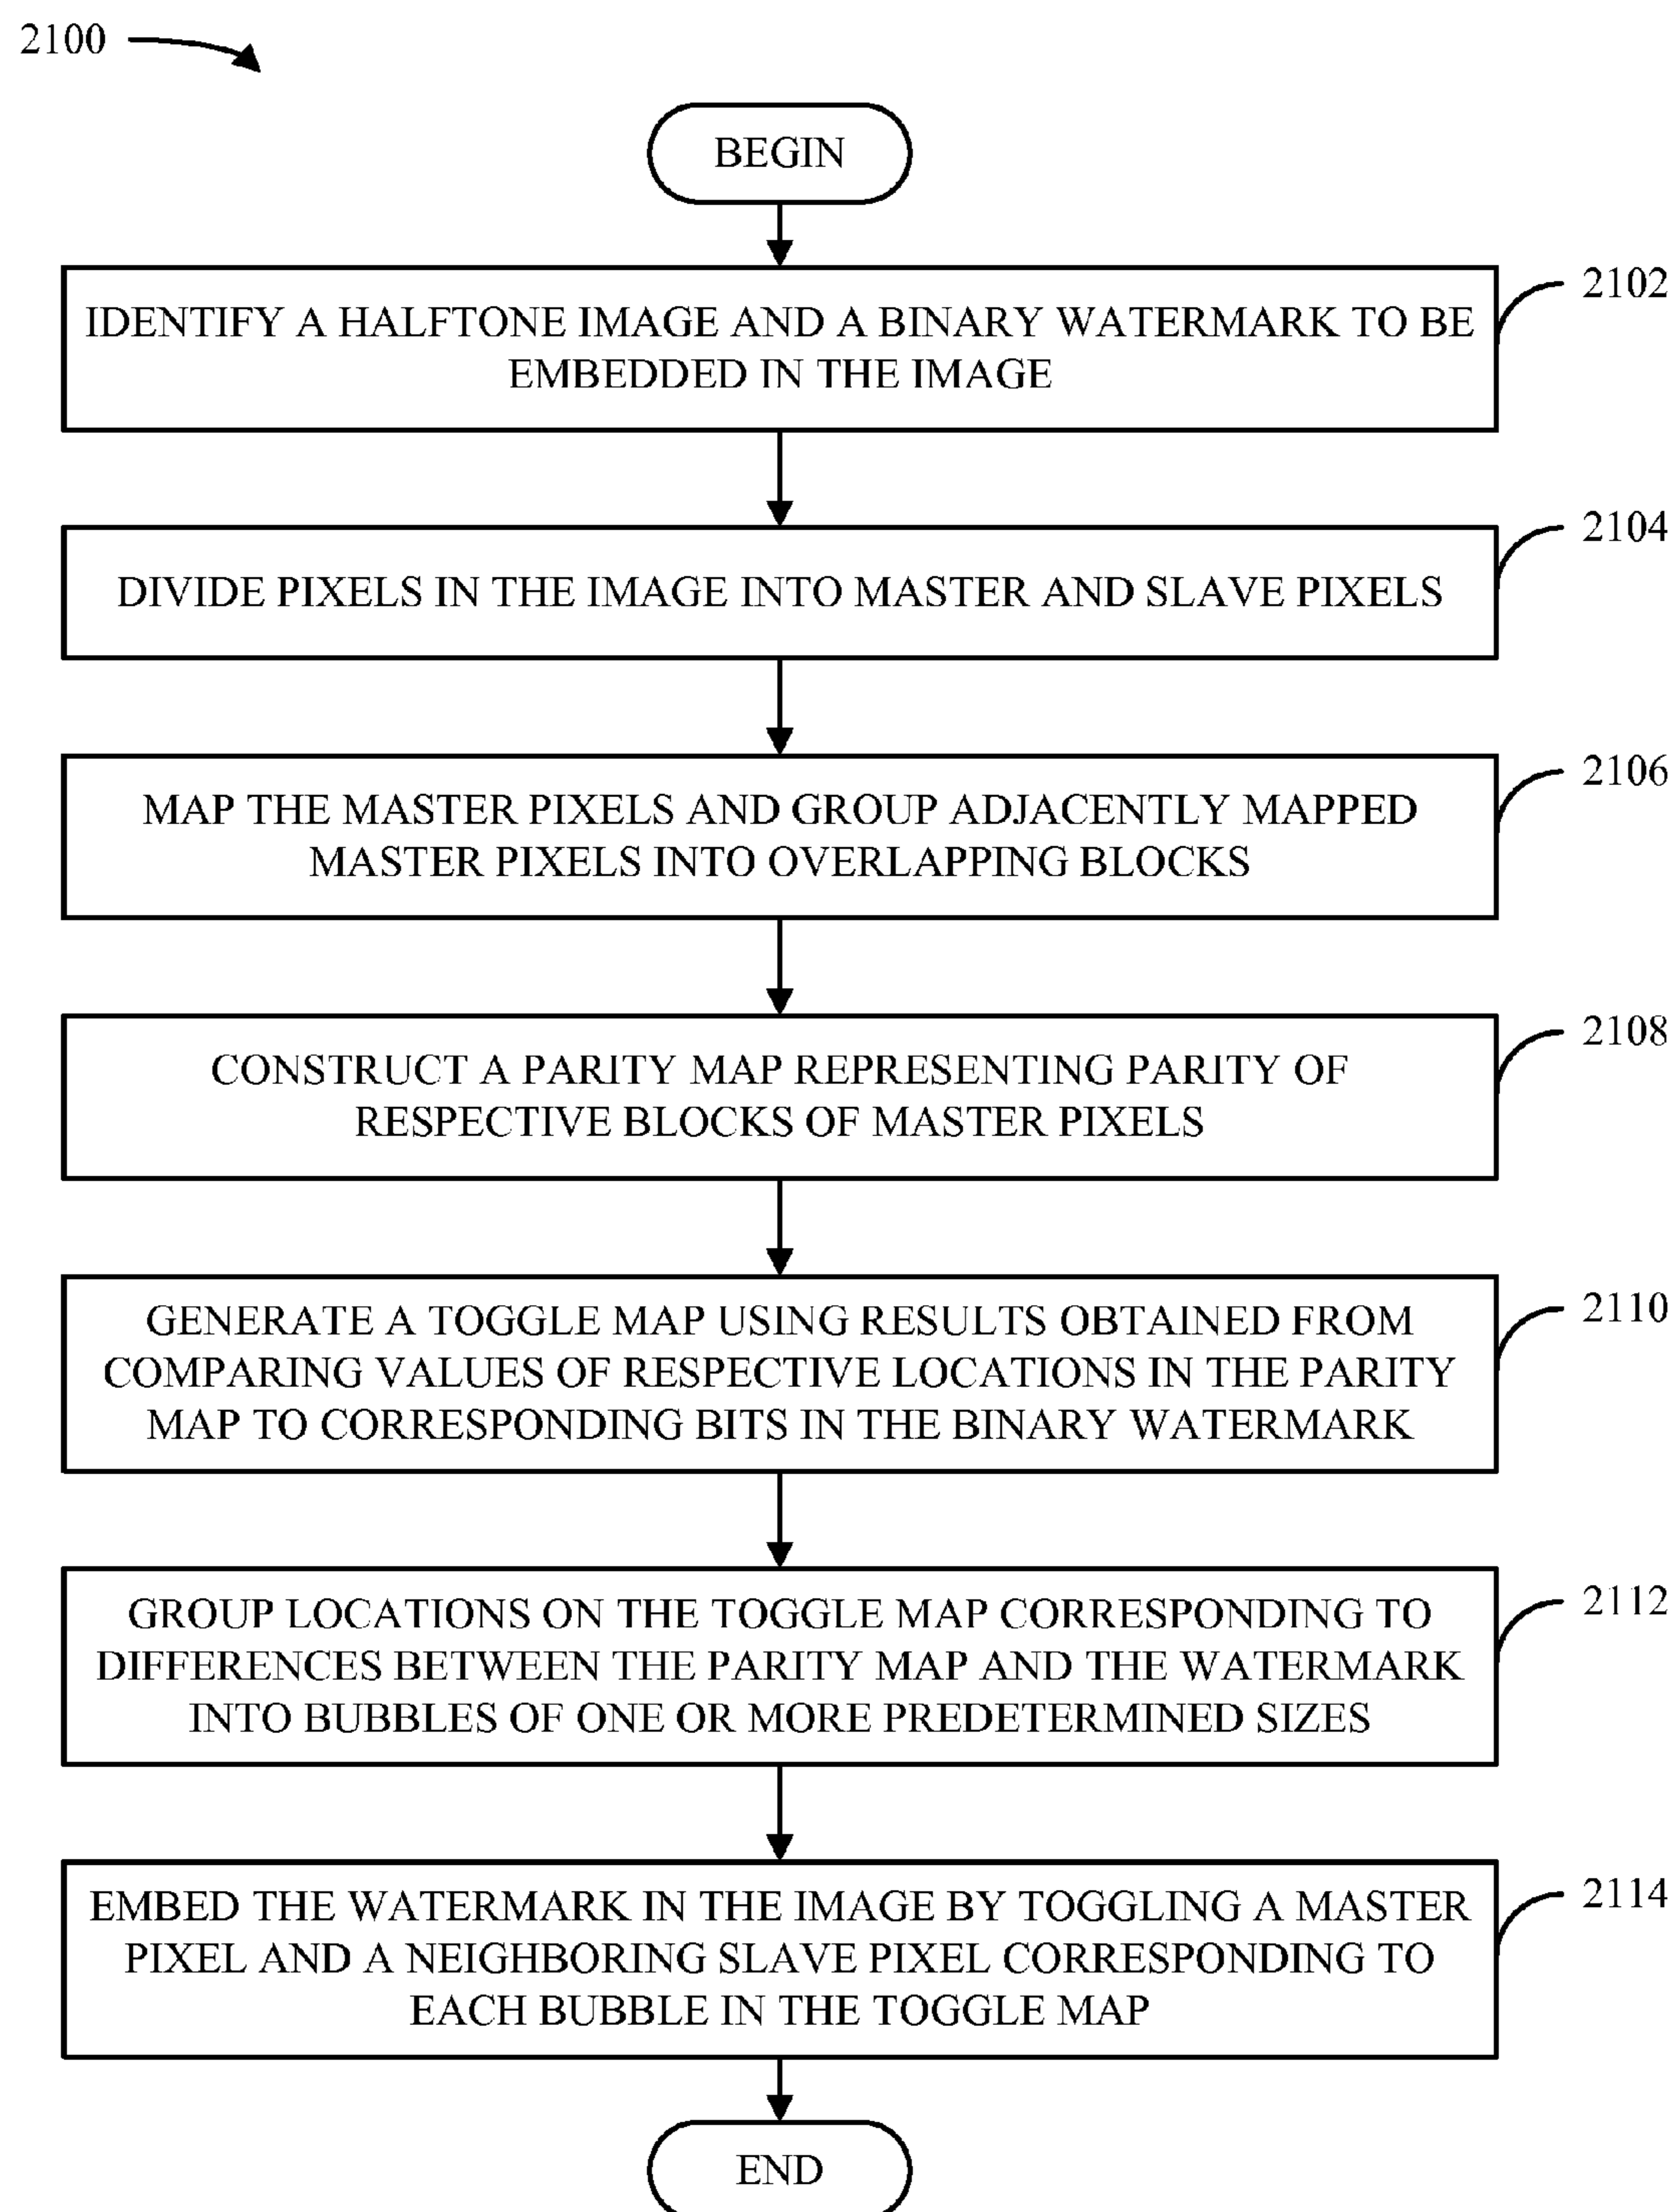 2100
BEGIN
IDENTIFY A HALFTONE IMAGE AND A BINARY WATERMARK TO BE
EMBEDDED IN THE IMAGE
2102
DIVIDE PIXELS IN THE IMAGE INTO MASTER AND SLAVE PIXELS
2104
MAP THE MASTER PIXELS AND GROUP ADJACENTLY MAPPED
MASTER PIXELS INTO OVERLAPPING BLOCKS
2106
CONSTRUCT A PARITY MAP REPRESENTING PARITY OF
RESPECTIVE BLOCKS OF MASTER PIXELS
2108
GENERATE A TOGGLE MAP USING RESULTS OBTAINED FROM
COMPARING VALUES OF RESPECTIVE LOCATIONS IN THE PARITY
MAP TO CORRESPONDING BITS IN THE BINARY WATERMARK
2110
GROUP LOCATIONS ON THE TOGGLE MAP CORRESPONDING TO
DIFFERENCES BETWEEN THE PARITY MAP AND THE WATERMARK
INTO BUBBLES OF ONE OR MORE PREDETERMINED SIZES
2112
EMBED THE WATERMARK IN THE IMAGE BY TOGGLING A MASTER
PIXEL AND A NEIGHBORING SLAVE PIXEL CORRESPONDING TO
EACH BUBBLE IN THE TOGGLE MAP
2114
END